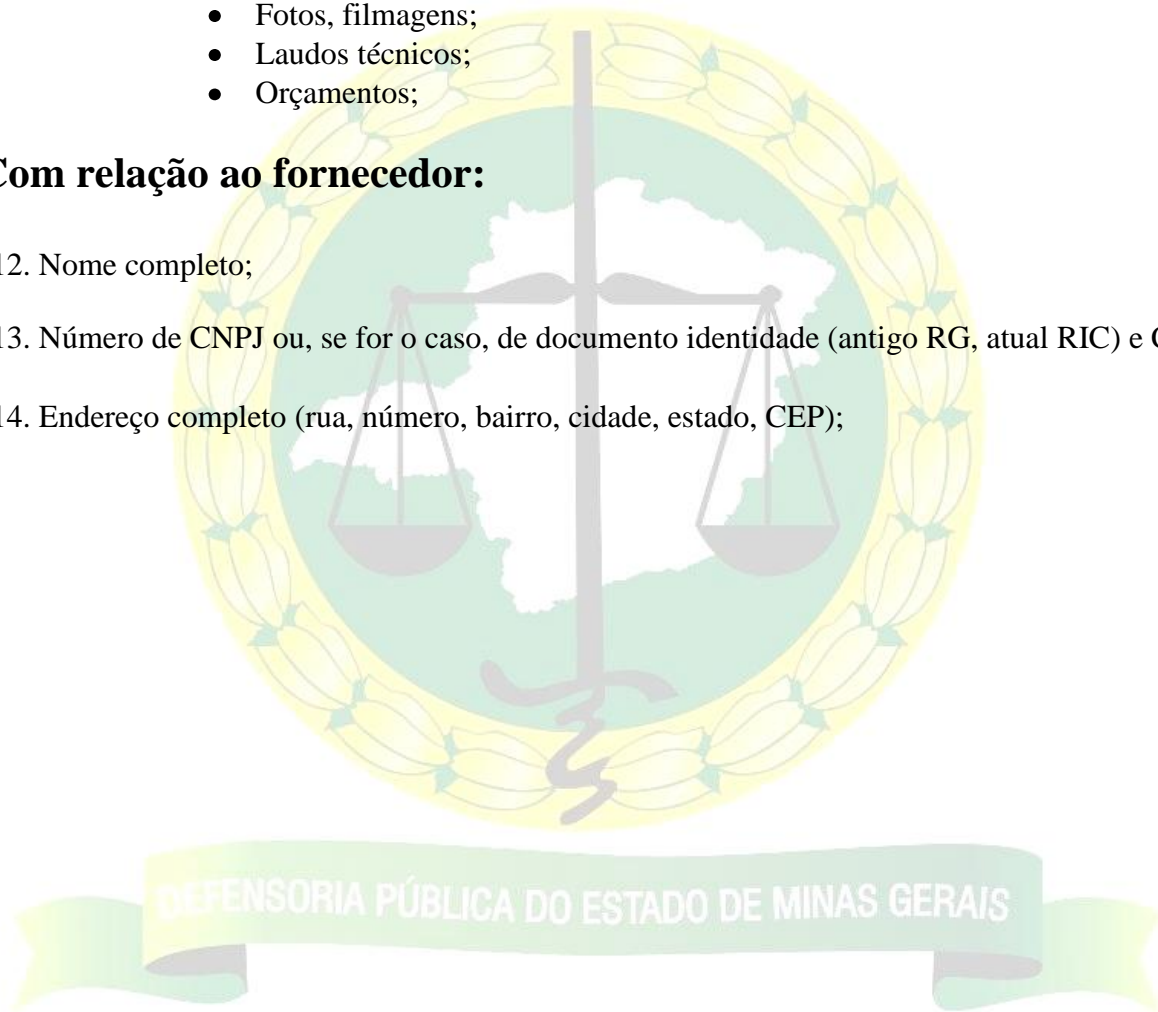 • Fotos, filmagens;
• Laudos técnicos;
• Orçamentos;
Com relação ao fornecedor:
12. Nome completo;
13. Número de CNPJ ou, se for o caso, de documento identidade (antigo RG, atual RIC) e
14. Endereço completo (rua, número, bairro, cidade, estado, CEP);
DEFENSORIA PÚBLICA DO ESTADO DE MINAS GERAIS